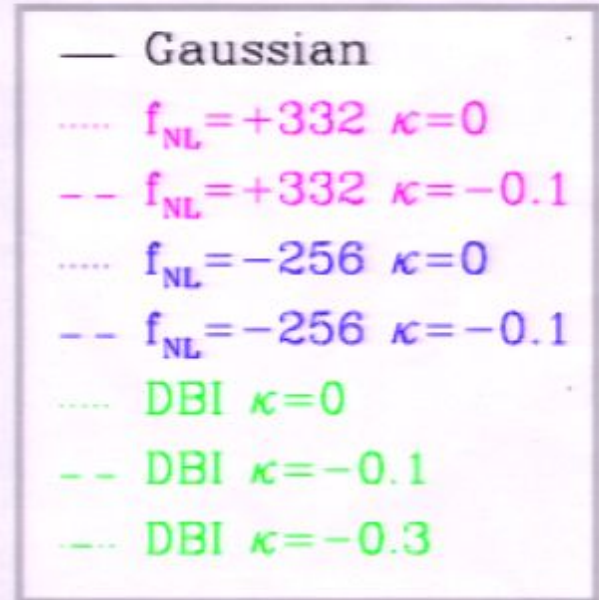 Gaussian
f_NL=+332 κ=0
f_NL=+332 κ=−0.1
f_NL=−256 κ=0
f_NL=−256 κ=−0.1
DBI κ=0
DBI κ=−0.1
DBI κ=−0.3